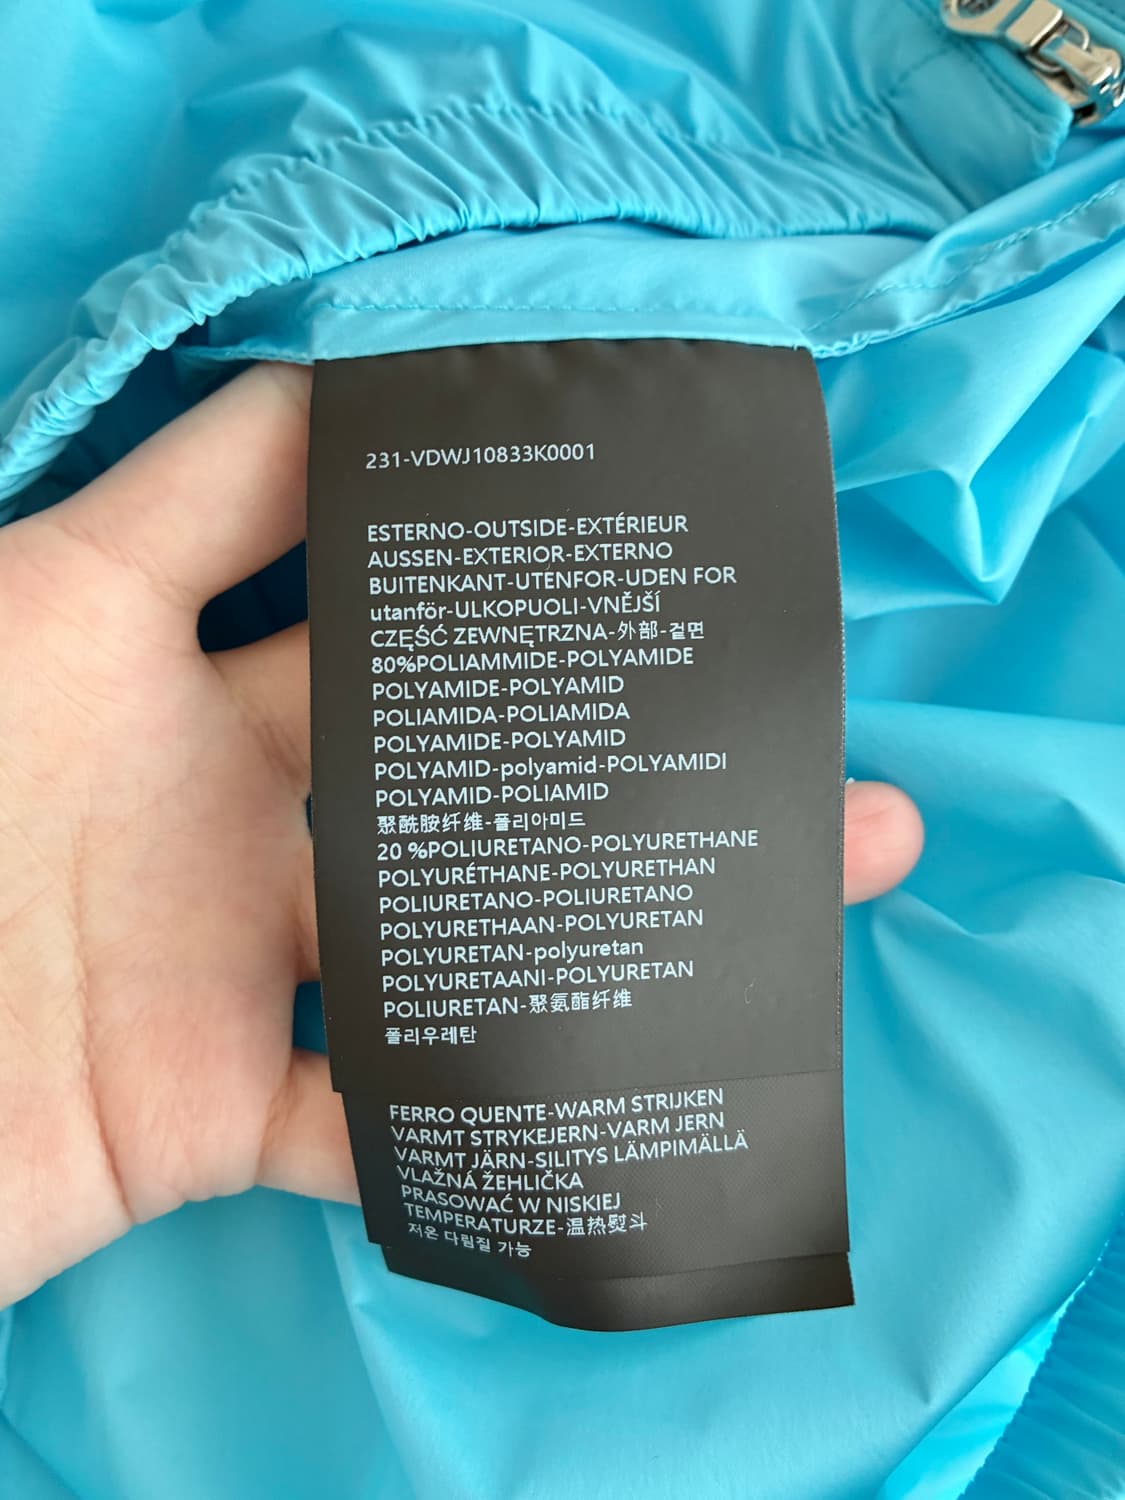 231-VDWJ10833K0001
ESTERNO-OUTSIDE-EXTÉRIEUR
AUSSEN-EXTERIOR-EXTERNO
BUITENKANT-UTENFOR-UDEN FOR
utanför-ULKOPUOLI-VNĚJŠÍ
CZĘŚĆ ZEWNĘTRZNA-外部-겉면
80%POLIAMMIDE-POLYAMIDE
POLYAMIDE-POLYAMID
POLIAMIDA-POLIAMIDA
POLYAMIDE-POLYAMID
POLYAMID-polyamid-POLYAMIDI
POLYAMID-POLIAMID
聚酰胺纤维-폴리아미드
20 %POLIURETANO-POLYURETHANE
POLYURÉTHANE-POLYURETHAN
POLIURETANO-POLIURETANO
POLYURETHAAN-POLYURETAN
POLYURETAN-polyuretan
POLYURETAANI-POLYURETAN
POLIURETAN-聚氨酯纤维
폴리우레탄
FERRO QUENTE-WARM STRIJKEN
VARMT STRYKEJERN-VARM JERN
VARMT JÄRN-SILITYS LÄMPIMÄLLÄ
VLAŽNÁ ŽEHLIČKA
PRASOWAĆ W NISKIEJ
TEMPERATURZE-温热熨斗
저온 다림질 가능